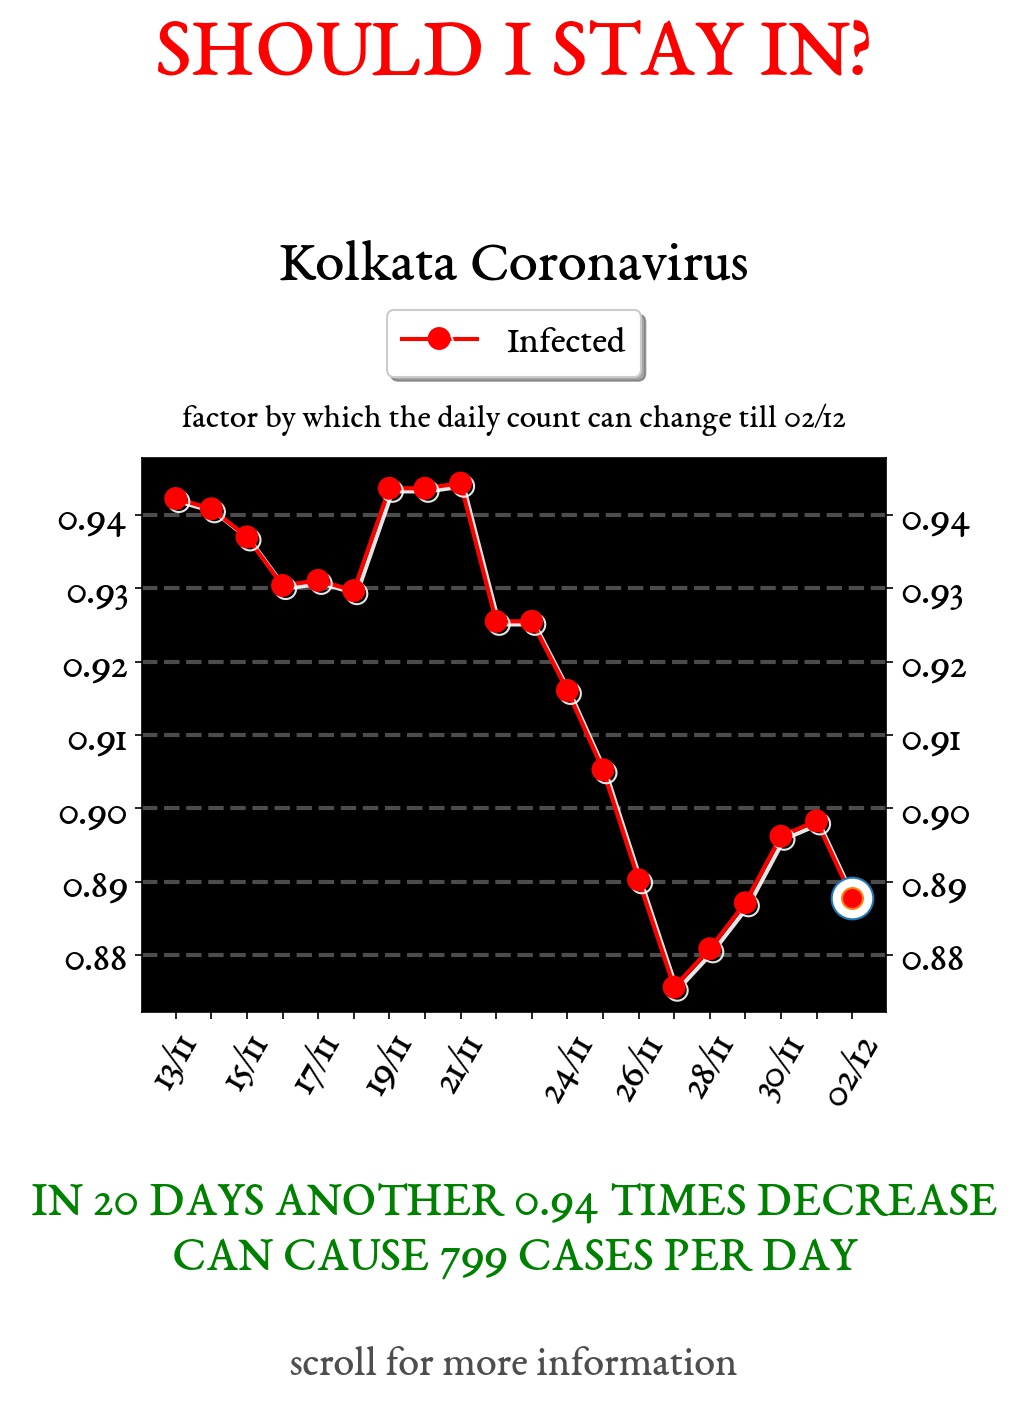 SHOULD I STAY IN?
Kolkata Coronavirus
Infected
factor by which the daily count can change till 02/12
0.94 0.94
0.93 0.93
0.92 0.92
0.91 0.91
0.90 0.90
0.89 0.89
0.88 0.88
13/11 15/11 17/11 19/11 21/11 24/11 26/11 28/11 30/11 02/12
IN 20 DAYS ANOTHER 0.94 TIMES DECREASE
CAN CAUSE 799 CASES PER DAY
scroll for more information